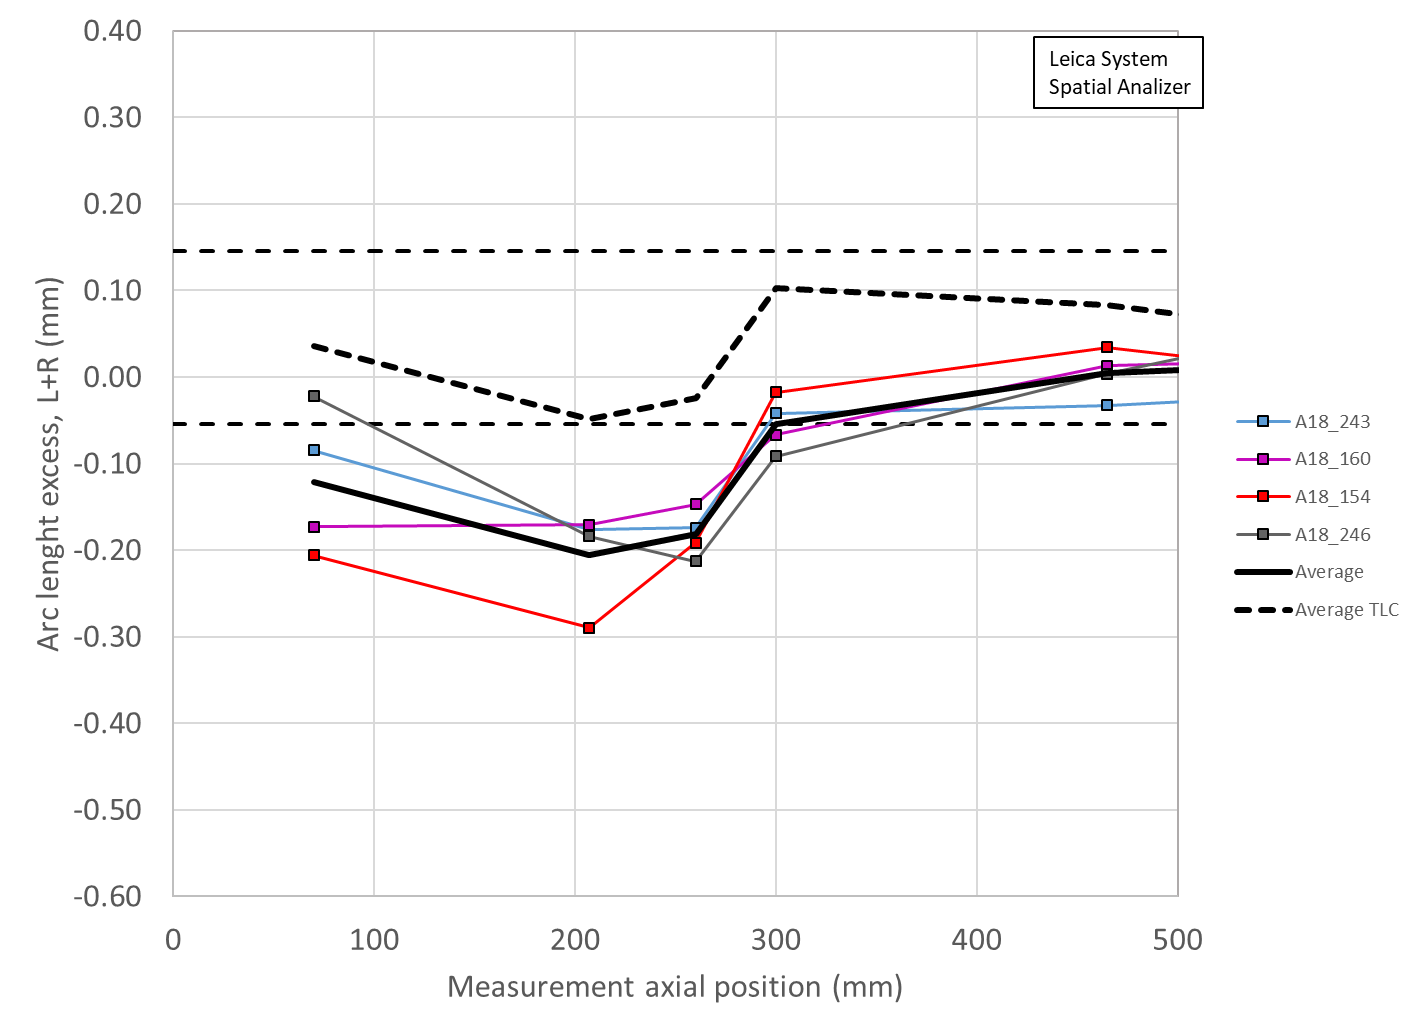 0.40
0.30
0.20
0.10
0.00
-0.10
-0.20
-0.30
-0.40
-0.50
-0.60
Arc lenght excess, L+R (mm)
Leica System
Spatial Analizer
A18_243
A18_160
A18_154
A18_246
Average
Average TLC
0 100 200 300 400 500
Measurement axial position (mm)